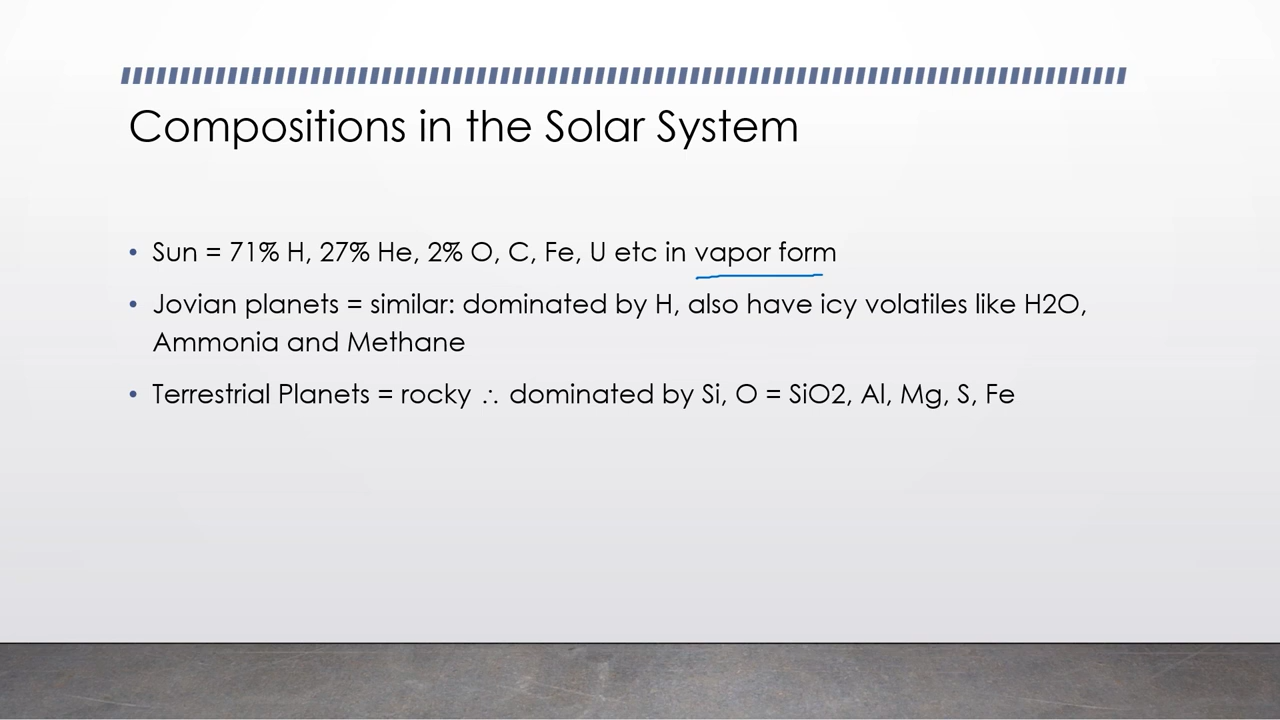 Compositions in the Solar System
• Sun = 71% H, 27% He, 2% O, C, Fe, U etc in vapor form
• Jovian planets = similar: dominated by H, also have icy volatiles like H2O,
Ammonia and Methane
• Terrestrial Planets = rocky ∴ dominated by Si, O = SiO2, Al, Mg, S, Fe